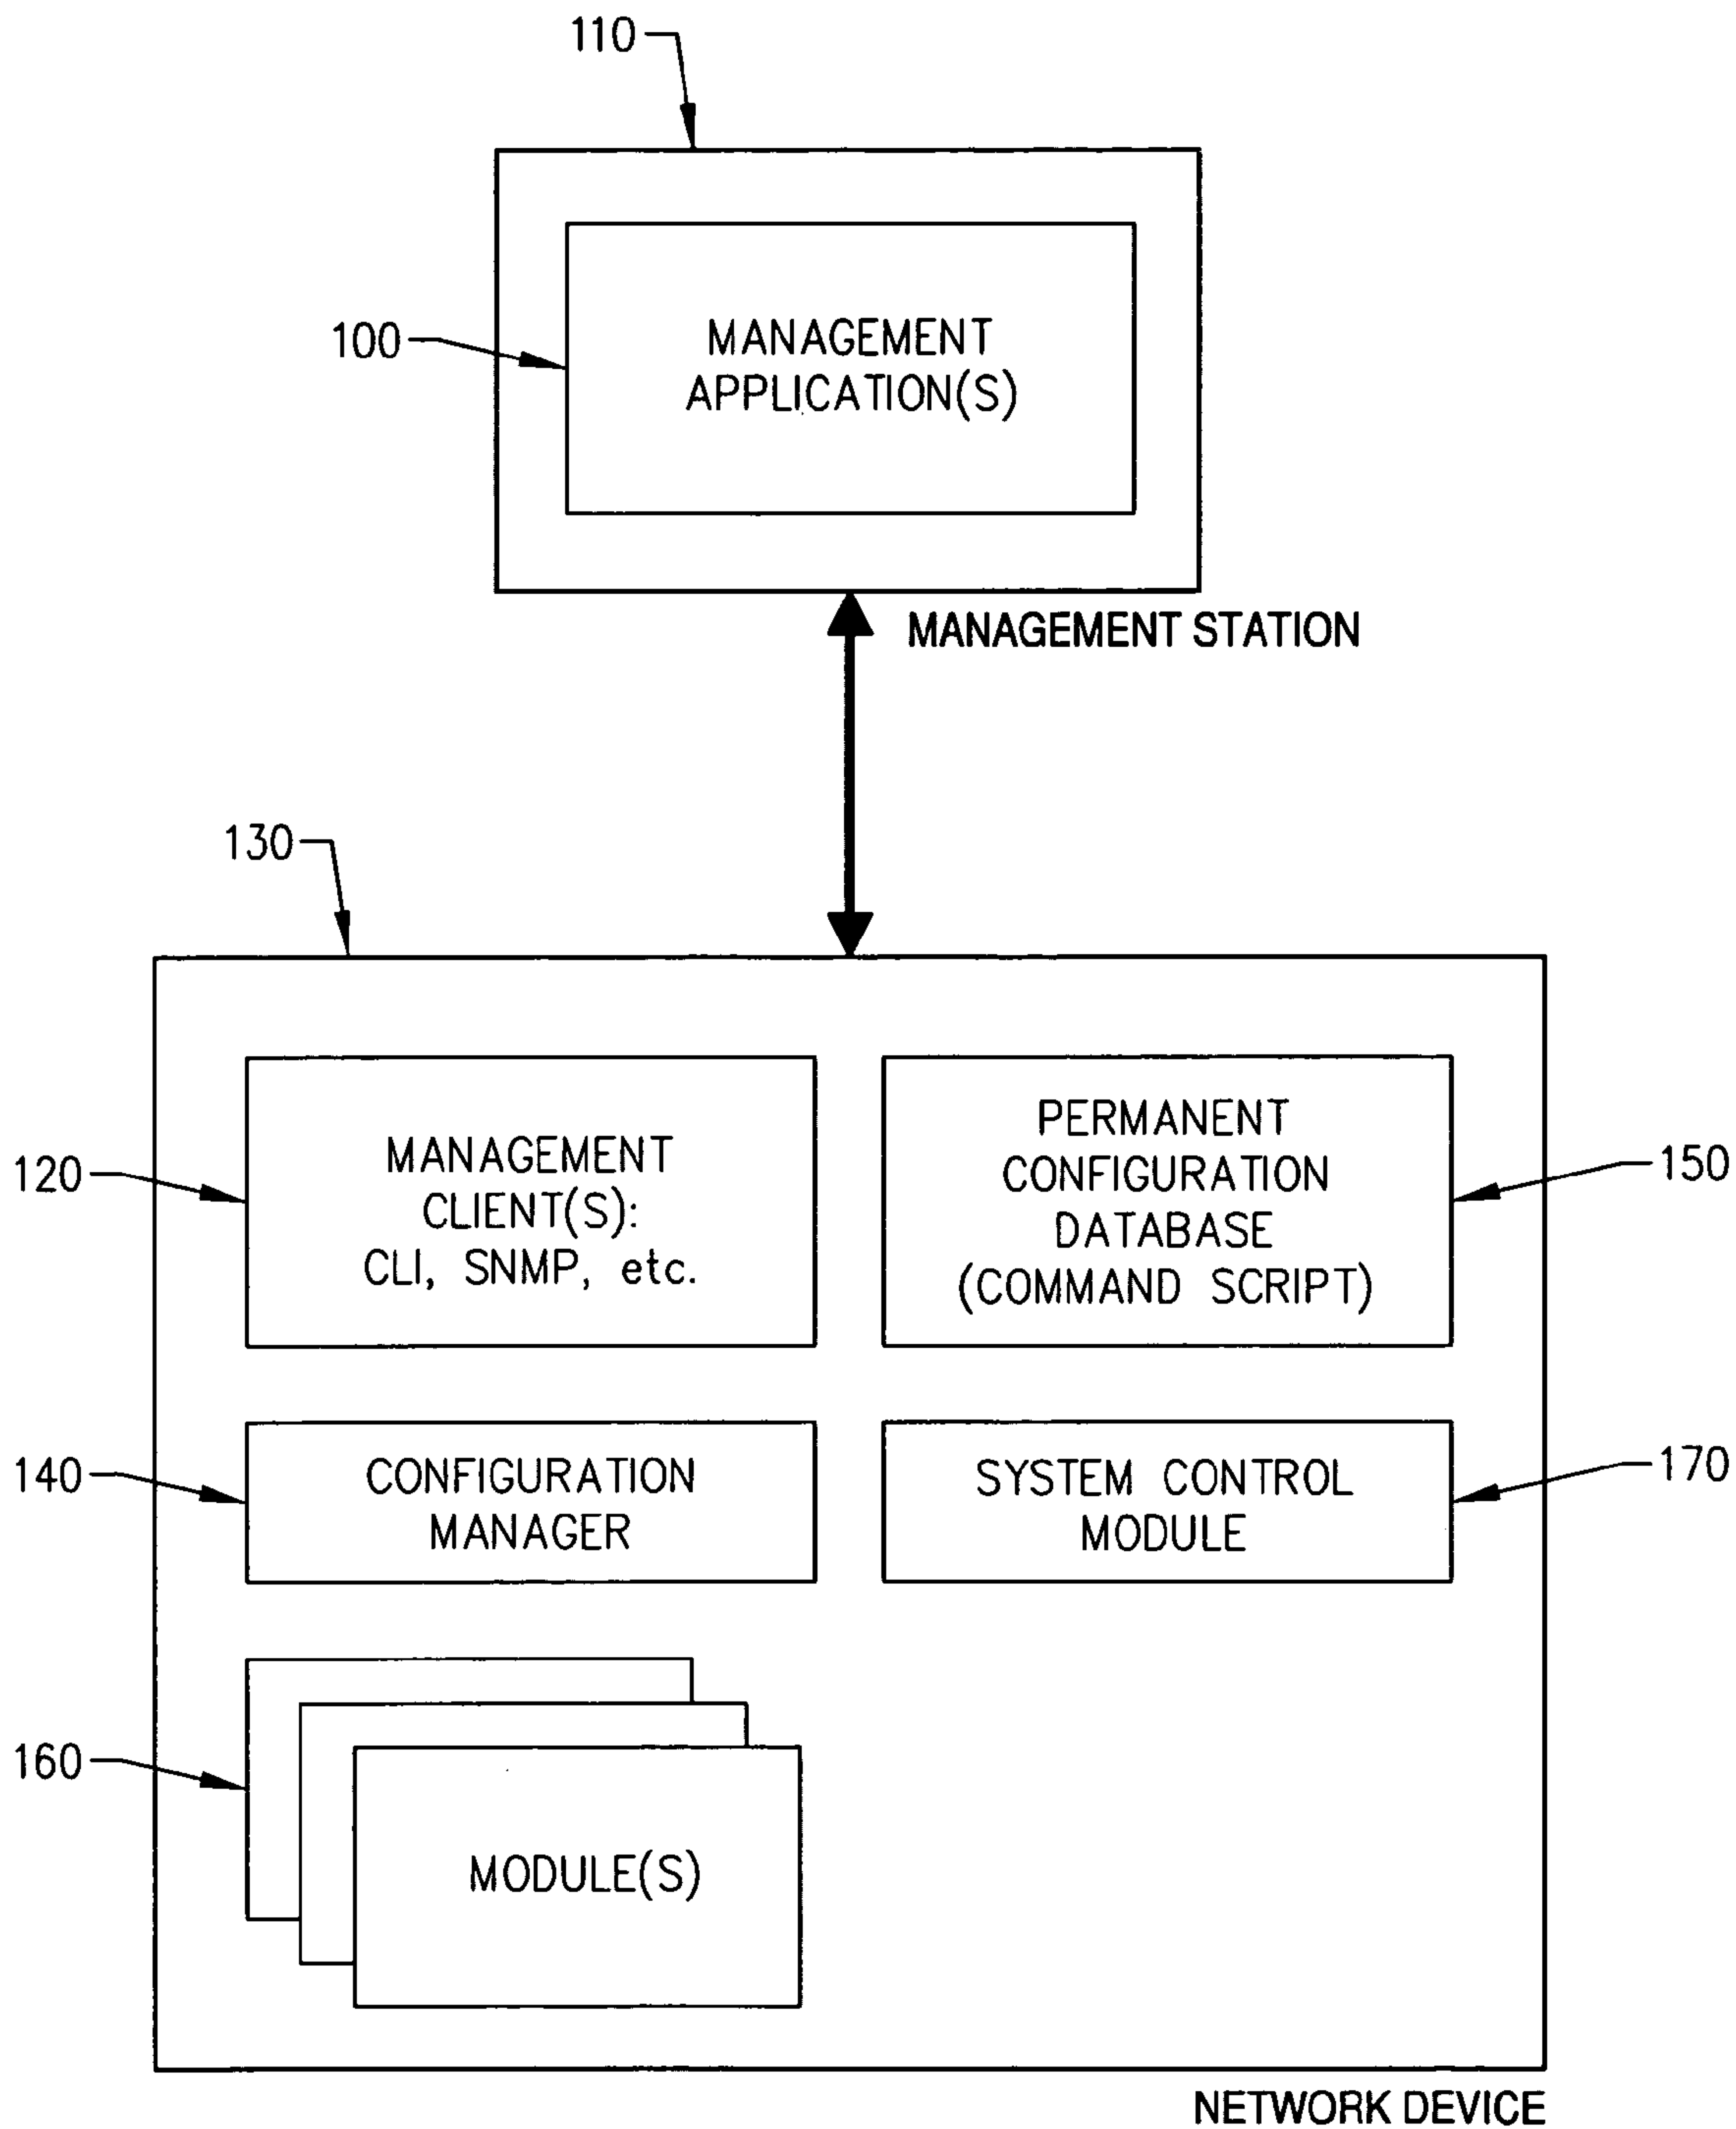 110
100
MANAGEMENT
APPLICATION(S)
MANAGEMENT STATION
130
120
MANAGEMENT
CLIENT(S):
CLI, SNMP, etc.
PERMANENT
CONFIGURATION
DATABASE
(COMMAND SCRIPT)
150
140
CONFIGURATION
MANAGER
SYSTEM CONTROL
MODULE
170
160
MODULE(S)
NETWORK DEVICE